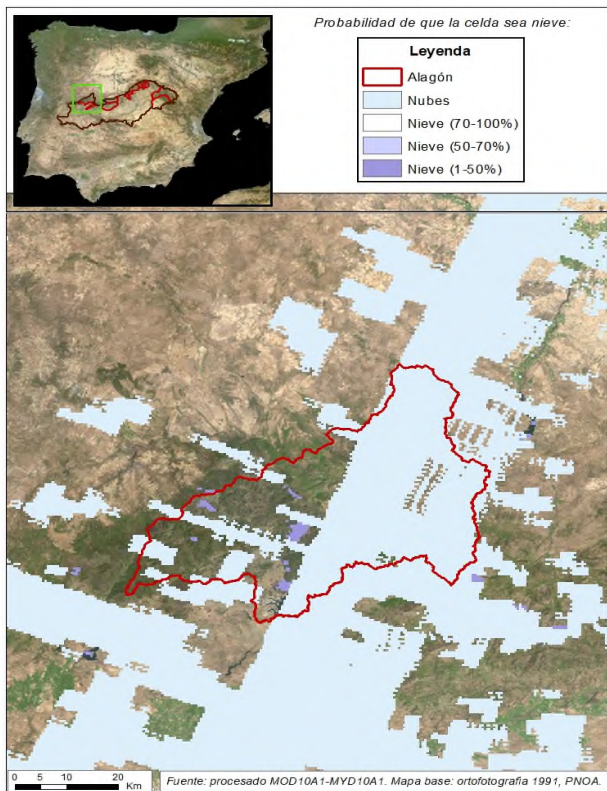 Probabilidad de que la celda sea nieve:
Leyenda
Alagón
Nubes
Nieve (70-100%)
Nieve (50-70%)
Nieve (1-50%)
0 5 10 20
Km
Fuente: procesado MOD10A1-MYD10A1. Mapa base: ortofotografia 1991, PNOA.